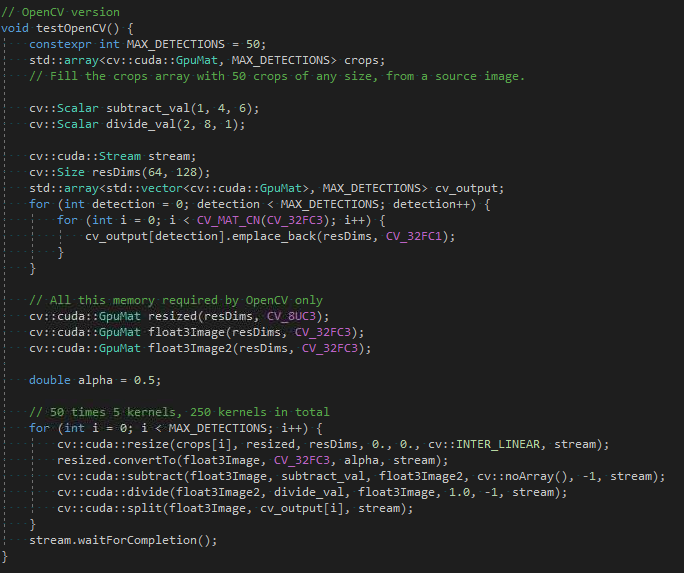 // OpenCV version
void testOpenCV() {
    constexpr int MAX_DETECTIONS = 50;
    std::array<cv::cuda::GpuMat, MAX_DETECTIONS> crops;
    // Fill the crops array with 50 crops of any size, from a source image.

    cv::Scalar subtract_val(1, 4, 6);
    cv::Scalar divide_val(2, 8, 1);

    cv::cuda::Stream stream;
    cv::Size resDims(64, 128);
    std::array<std::vector<cv::cuda::GpuMat>, MAX_DETECTIONS> cv_output;
    for (int detection = 0; detection < MAX_DETECTIONS; detection++) {
        for (int i = 0; i < CV_MAT_CN(CV_32FC3); i++) {
            cv_output[detection].emplace_back(resDims, CV_32FC1);
        }
    }

    // All this memory required by OpenCV only
    cv::cuda::GpuMat resized(resDims, CV_8UC3);
    cv::cuda::GpuMat float3Image(resDims, CV_32FC3);
    cv::cuda::GpuMat float3Image2(resDims, CV_32FC3);

    double alpha = 0.5;

    // 50 times 5 kernels, 250 kernels in total
    for (int i = 0; i < MAX_DETECTIONS; i++) {
        cv::cuda::resize(crops[i], resized, resDims, 0., 0., cv::INTER_LINEAR, stream);
        resized.convertTo(float3Image, CV_32FC3, alpha, stream);
        cv::cuda::subtract(float3Image, subtract_val, float3Image2, cv::noArray(), -1, stream);
        cv::cuda::divide(float3Image2, divide_val, float3Image, 1.0, -1, stream);
        cv::cuda::split(float3Image, cv_output[i], stream);
    }
    stream.waitForCompletion();
}